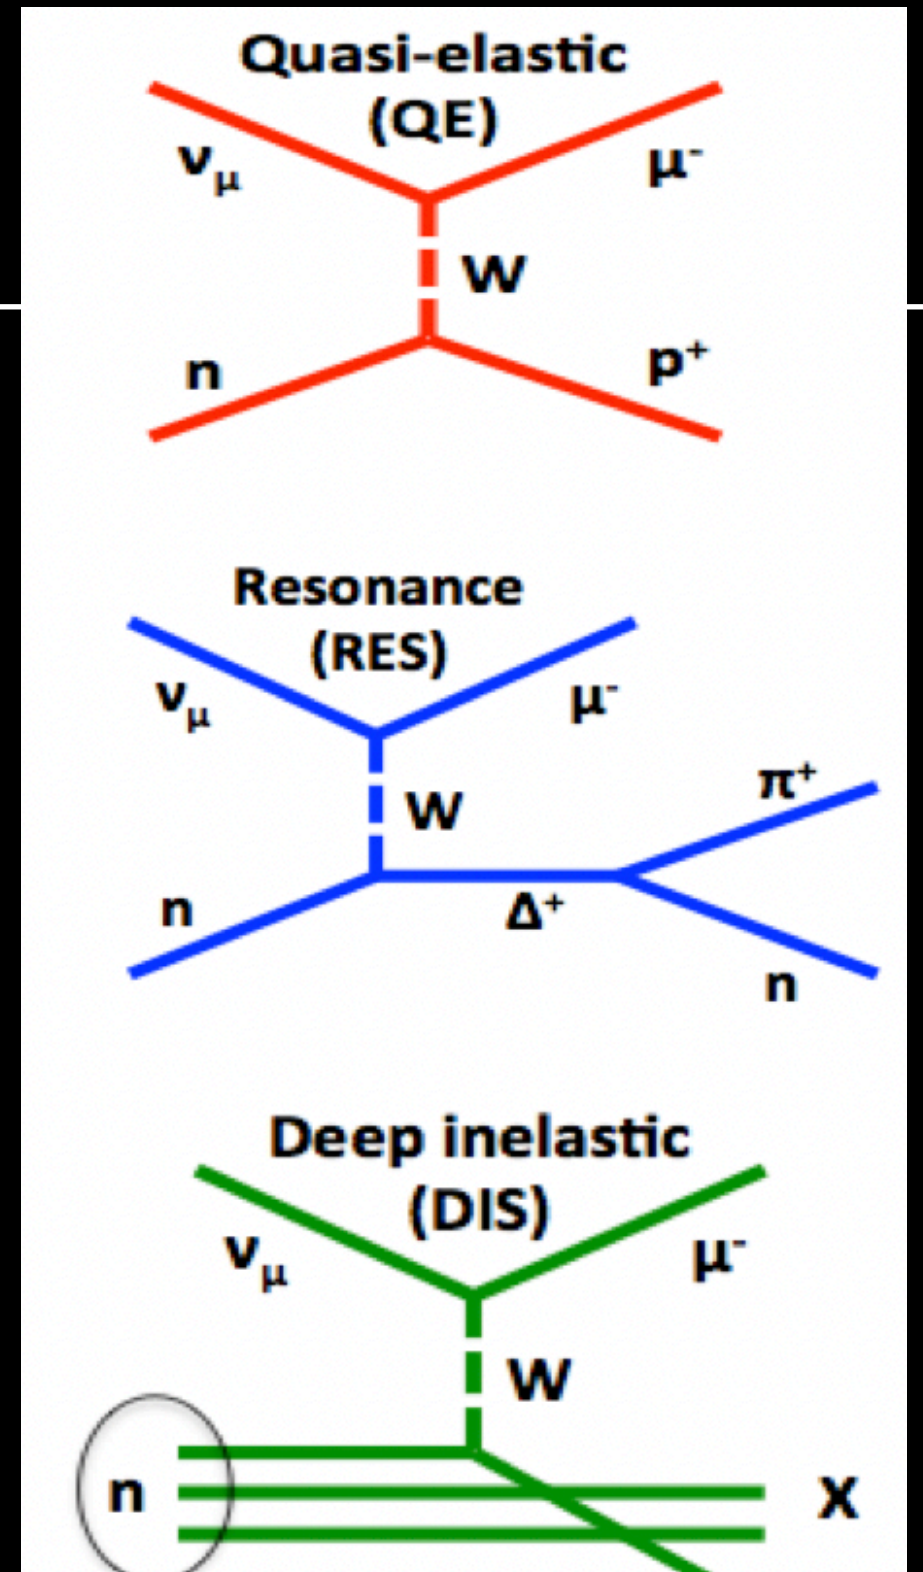 Quasi-elastic
(QE)
νμ
μ-
W
n
p+
Resonance
(RES)
νμ
μ-
π+
W
n
Δ+
n
Deep inelastic
(DIS)
νμ
μ-
W
n
X